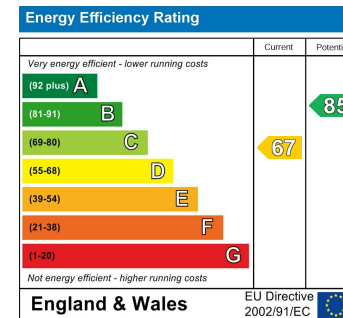 Energy Efficiency Rating
Current
Very energy efficient - lower running costs
(92 plus) A
(81-91) B
85
(69-80) C
67
(55-68) D
(39-54) E
(21-38) F
(1-20) G
Not energy efficient - higher running costs
England & Wales
EU Directive
2002/91/EC